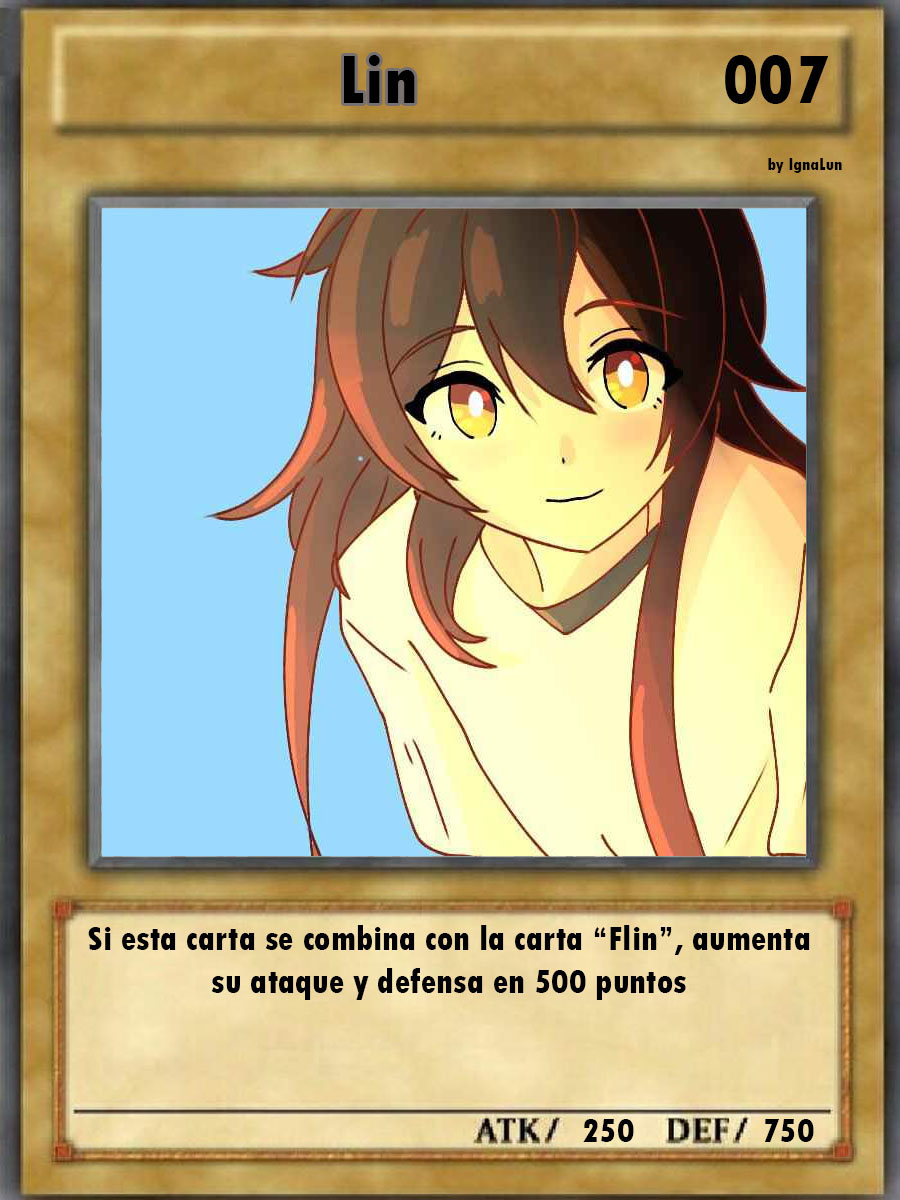 Lin 007
by IgnaLun
Si esta carta se combina con la carta “Flin”, aumenta
su ataque y defensa en 500 puntos
ATK/ 250 DEF/ 750